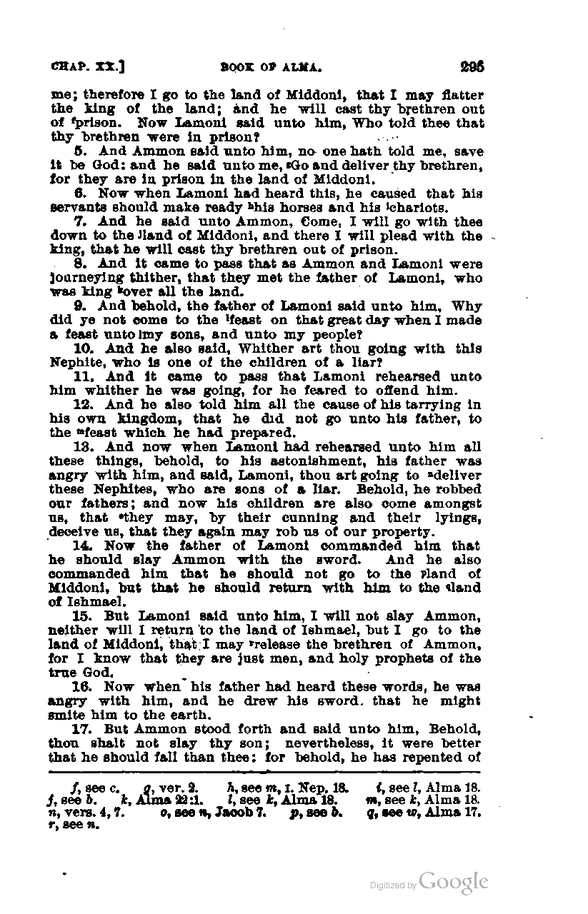 CHAP. XX.] BOOK OF ALMA. 295
me; therefore I go to the land of Middoni, that I may flatter
the king of the land; and he will cast thy brethren out
of ᶠprison. Now Lamoni said unto him, Who told thee that
thy brethren were in prison?
5. And Ammon said unto him, no one hath told me, save
it be God: and he said unto me, ᵍGo and deliver thy brethren,
for they are in prison in the land of Middoni.
6. Now when Lamoni had heard this, he caused that his
servants should make ready ʰhis horses and his ⁱchariots.
7. And he said unto Ammon, Come, I will go with thee
down to the ʲland of Middoni, and there I will plead with the
king, that he will cast thy brethren out of prison.
8. And it came to pass that as Ammon and Lamoni were
journeying thither, that they met the father of Lamoni, who
was king ᵏover all the land.
9. And behold, the father of Lamoni said unto him, Why
did ye not come to the ˡfeast on that great day when I made
a feast unto my sons, and unto my people?
10. And he also said, Whither art thou going with this
Nephite, who is one of the children of a liar?
11. And it came to pass that Lamoni rehearsed unto
him whither he was going, for he feared to offend him.
12. And he also told him all the cause of his tarrying in
his own kingdom, that he did not go unto his father, to
the ᵐfeast which he had prepared.
13. And now when Lamoni had rehearsed unto him all
these things, behold, to his astonishment, his father was
angry with him, and said, Lamoni, thou art going to ⁿdeliver
these Nephites, who are sons of a liar. Behold, he robbed
our fathers; and now his children are also come amongst
us, that ᵒthey may, by their cunning and their lyings,
deceive us, that they again may rob us of our property.
14. Now the father of Lamoni commanded him that
he should slay Ammon with the sword. And he also
commanded him that he should not go to the ᵖland of
Middoni, but that he should return with him to the qland
of Ishmael.
15. But Lamoni said unto him, I will not slay Ammon,
neither will I return to the land of Ishmael, but I go to the
land of Middoni, that I may ʳrelease the brethren of Ammon,
for I know that they are just men, and holy prophets of the
true God.
16. Now when his father had heard these words, he was
angry with him, and he drew his sword. that he might
smite him to the earth.
17. But Ammon stood forth and said unto him, Behold,
thou shalt not slay thy son; nevertheless, it were better
that he should fall than thee: for behold, he has repented of
f, see c. g, ver. 2. h, see m, 1. Nep. 18. i, see l, Alma 18.
j, see b. k, Alma 22:1. l, see k, Alma 18. m, see k, Alma 18.
n, vers. 4, 7. o, see n, Jacob 7. p, see b. q, see w, Alma 17.
r, see n.
Digitized by Google